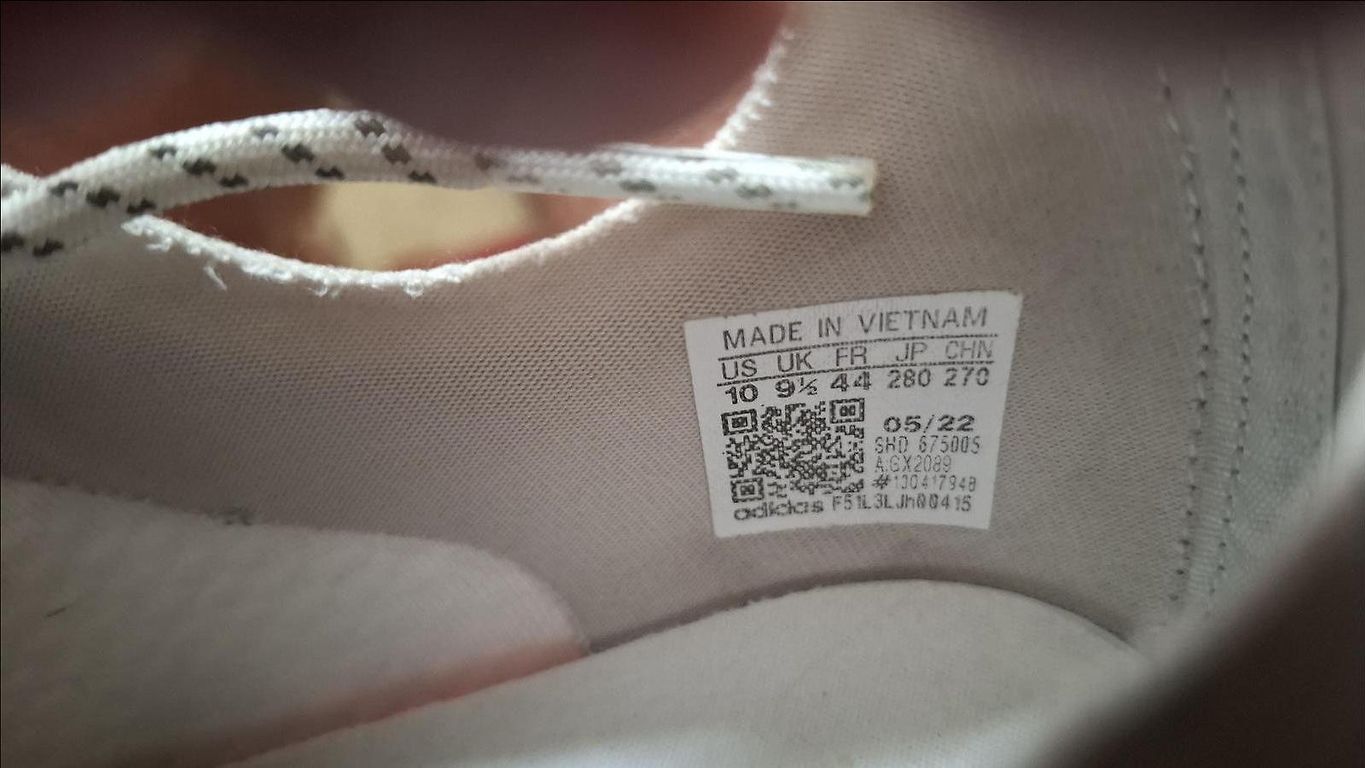 MADE IN VIETNAM
US UK FR JP CHN
10 9½ 44 280 270
05/22
SHD 675005
A:GX2089
#130417948
adidas F51L3LJh00415